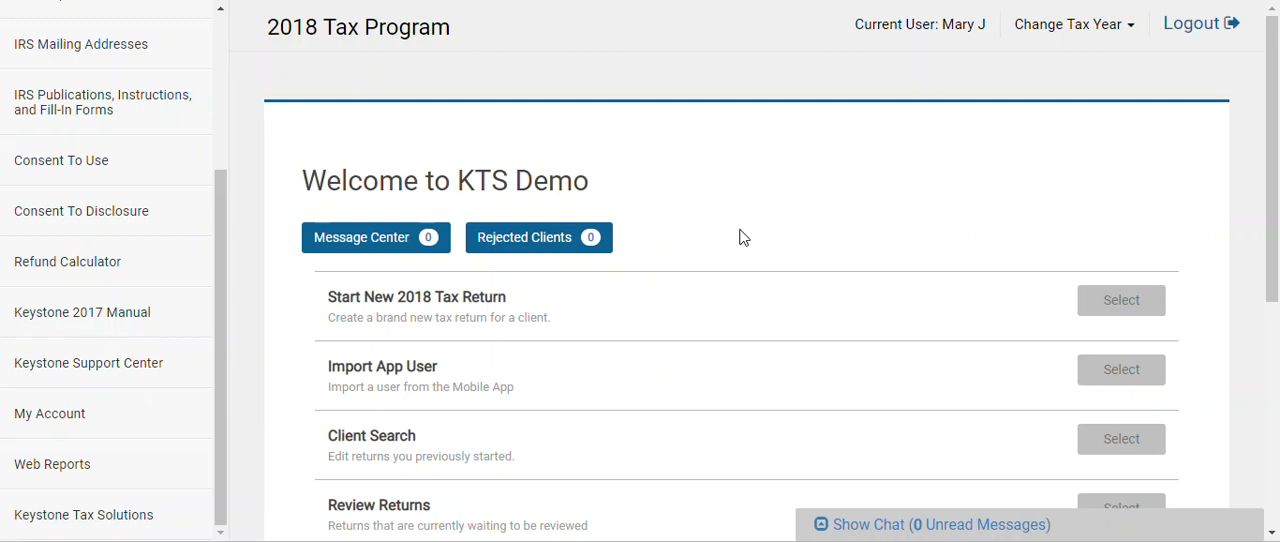 2018 Tax Program
Current User: Mary J
Change Tax Year
Logout
IRS Mailing Addresses
IRS Publications, Instructions,
and Fill-In Forms
Consent To Use
Consent To Disclosure
Refund Calculator
Keystone 2017 Manual
Keystone Support Center
My Account
Web Reports
Keystone Tax Solutions
Welcome to KTS Demo
Message Center 0
Rejected Clients 0
Start New 2018 Tax Return
Create a brand new tax return for a client.
Select
Import App User
Import a user from the Mobile App
Select
Client Search
Edit returns you previously started.
Select
Review Returns
Returns that are currently waiting to be reviewed
Select
Show Chat (0 Unread Messages)